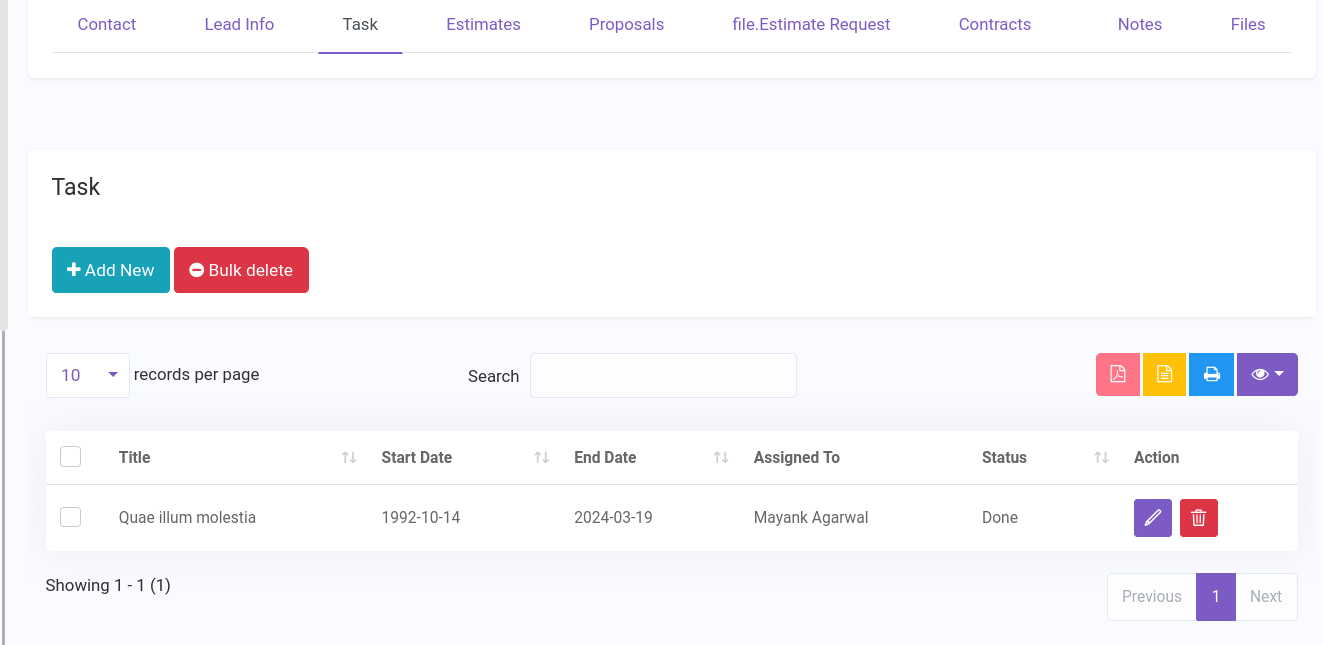 Contact Lead Info Task Estimates Proposals file.Estimate Request Contracts Notes Files
Task
Add New Bulk delete
10 records per page Search
Title Start Date End Date Assigned To Status Action
Quae illum molestia 1992-10-14 2024-03-19 Mayank Agarwal Done
Showing 1 - 1 (1)
Previous 1 Next